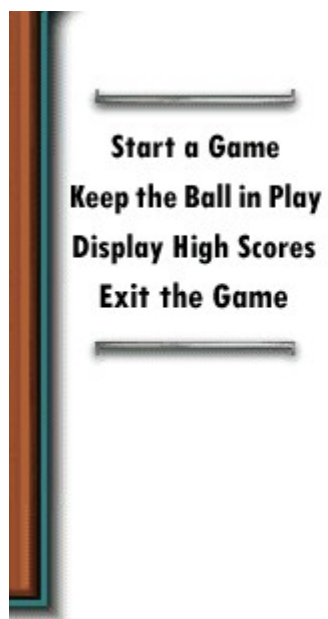 Start a Game
Keep the Ball in Play
Display High Scores
Exit the Game